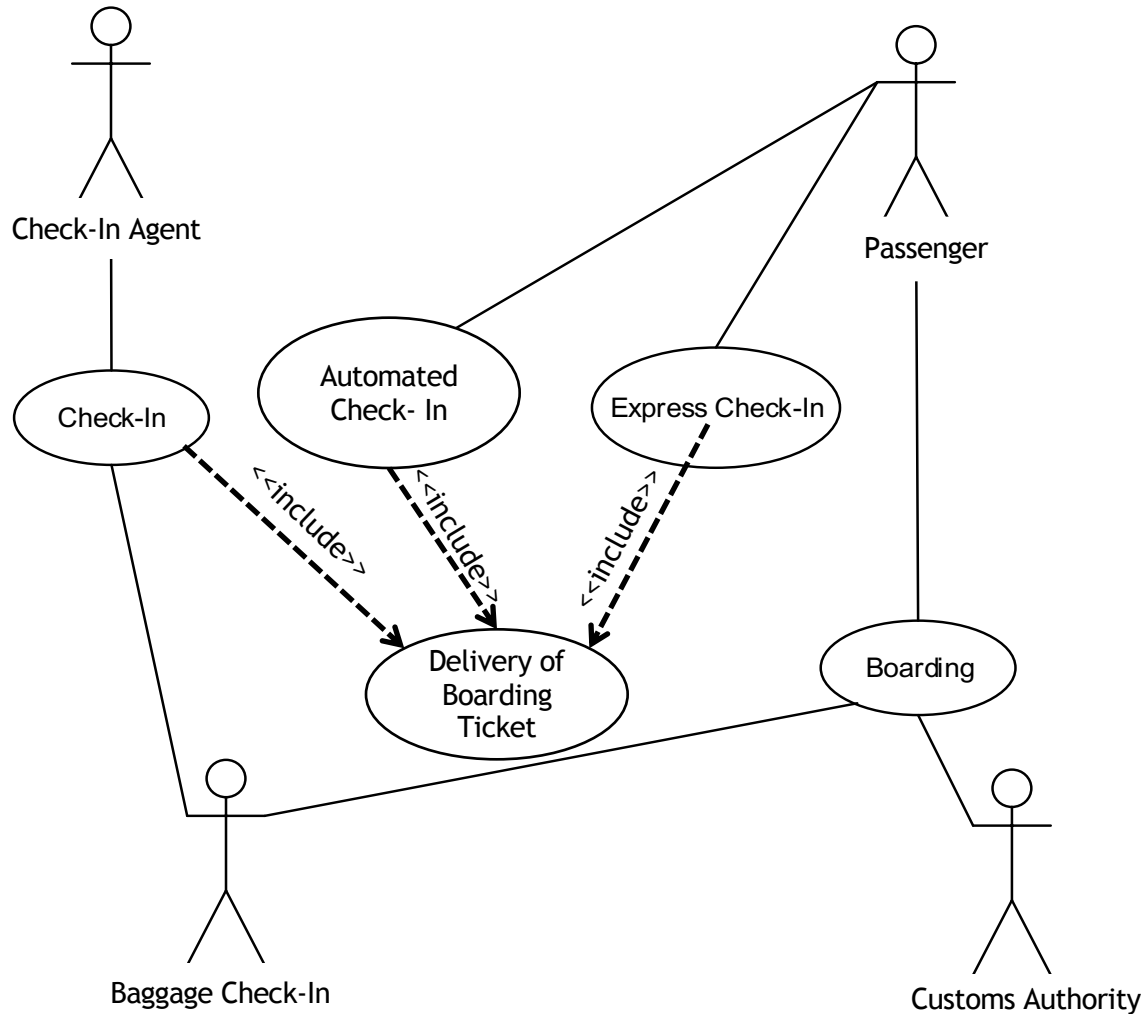 Check-In Agent
Passenger
Automated
Check- In
Check-In
Express Check-In
<<include>>
<<include>>
<<include>>
Delivery of
Boarding
Ticket
Boarding
Baggage Check-In
Customs Authority